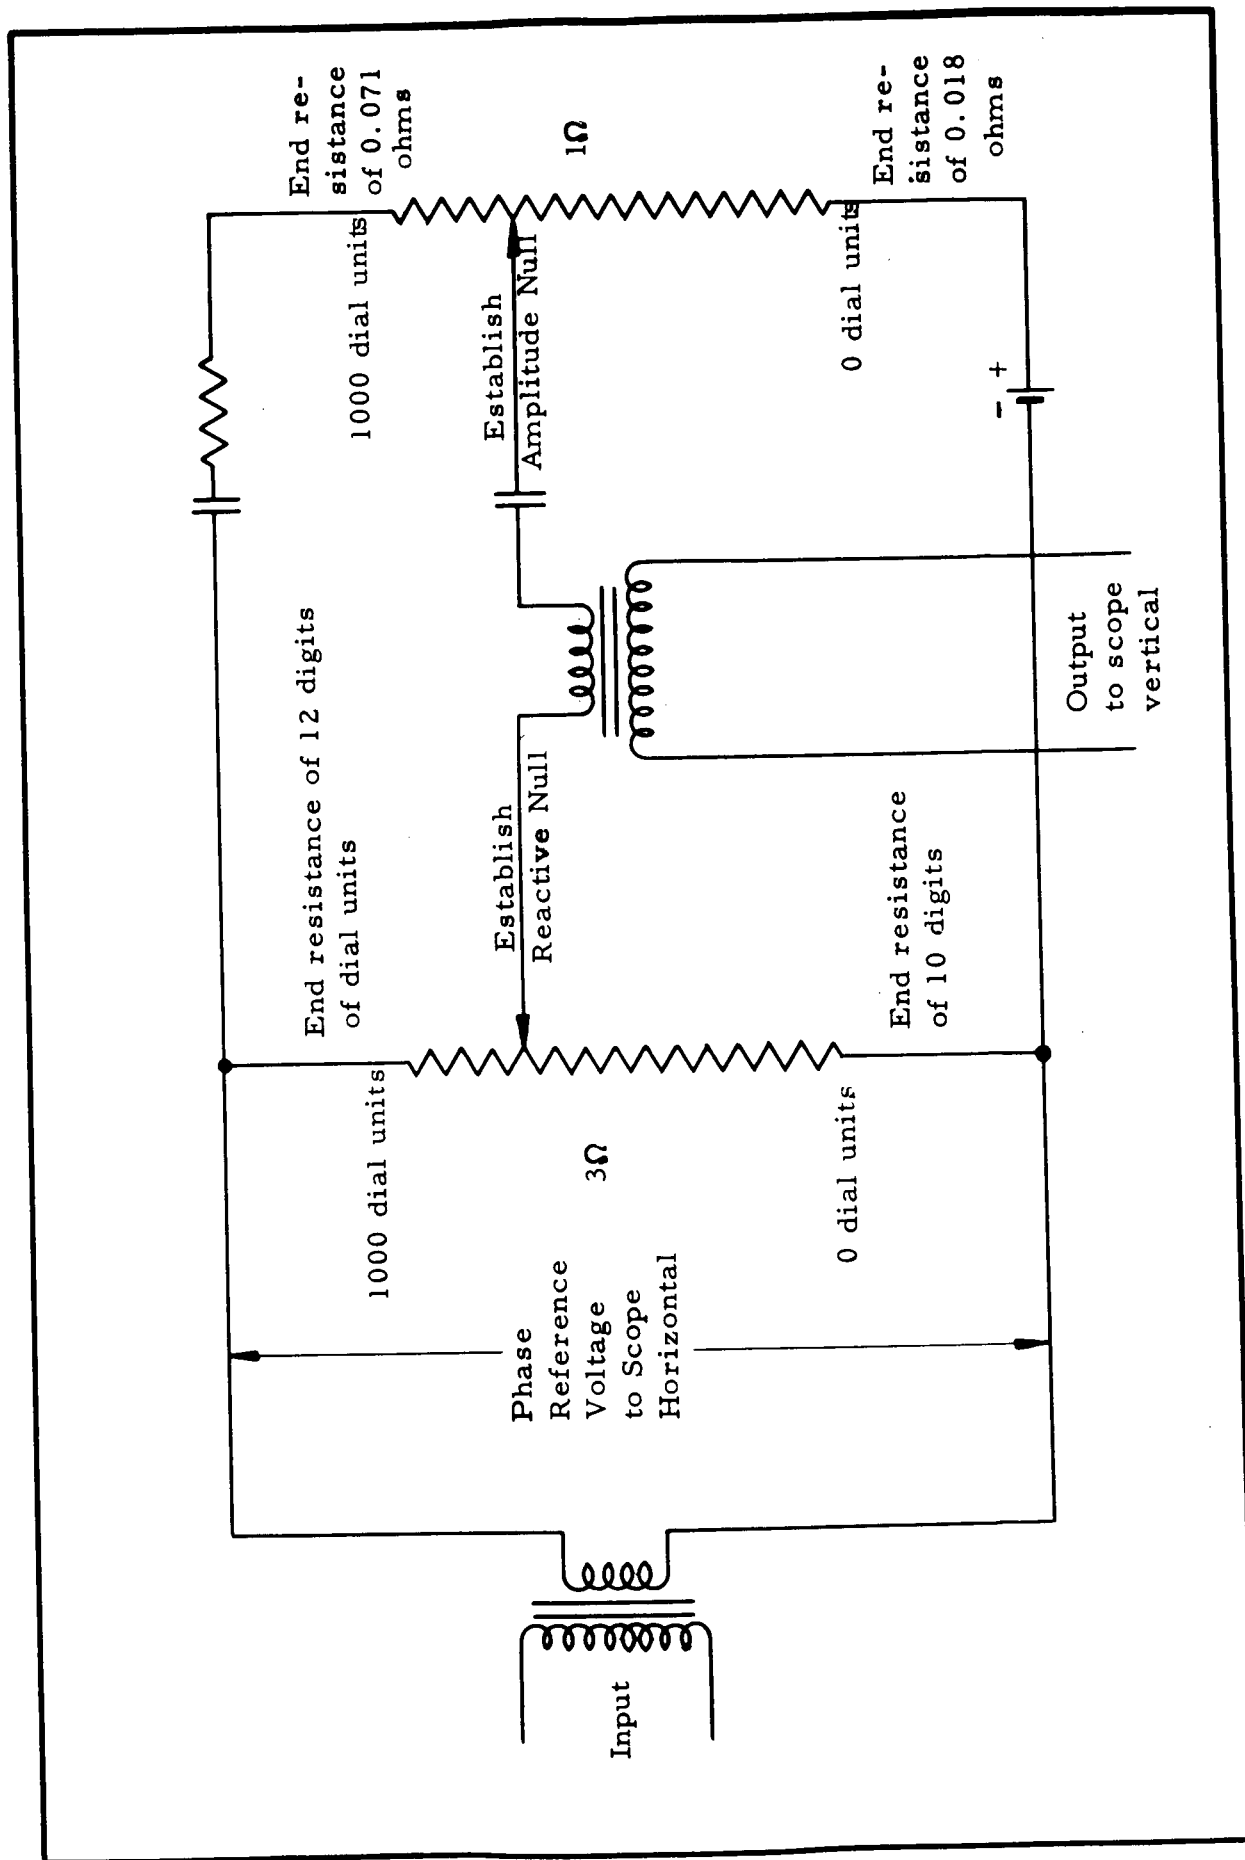 End re-
sistance
of 0.071
ohms
1Ω
End re-
sistance
of 0.018
ohms
1000 dial units
Establish
Amplitude Null
0 dial units
- +
End resistance of 12 digits
of dial units
Establish
Reactive Null
End resistance
of 10 digits
Output
to scope
vertical
1000 dial units
3Ω
0 dial units
Phase
Reference
Voltage
to Scope
Horizontal
Input